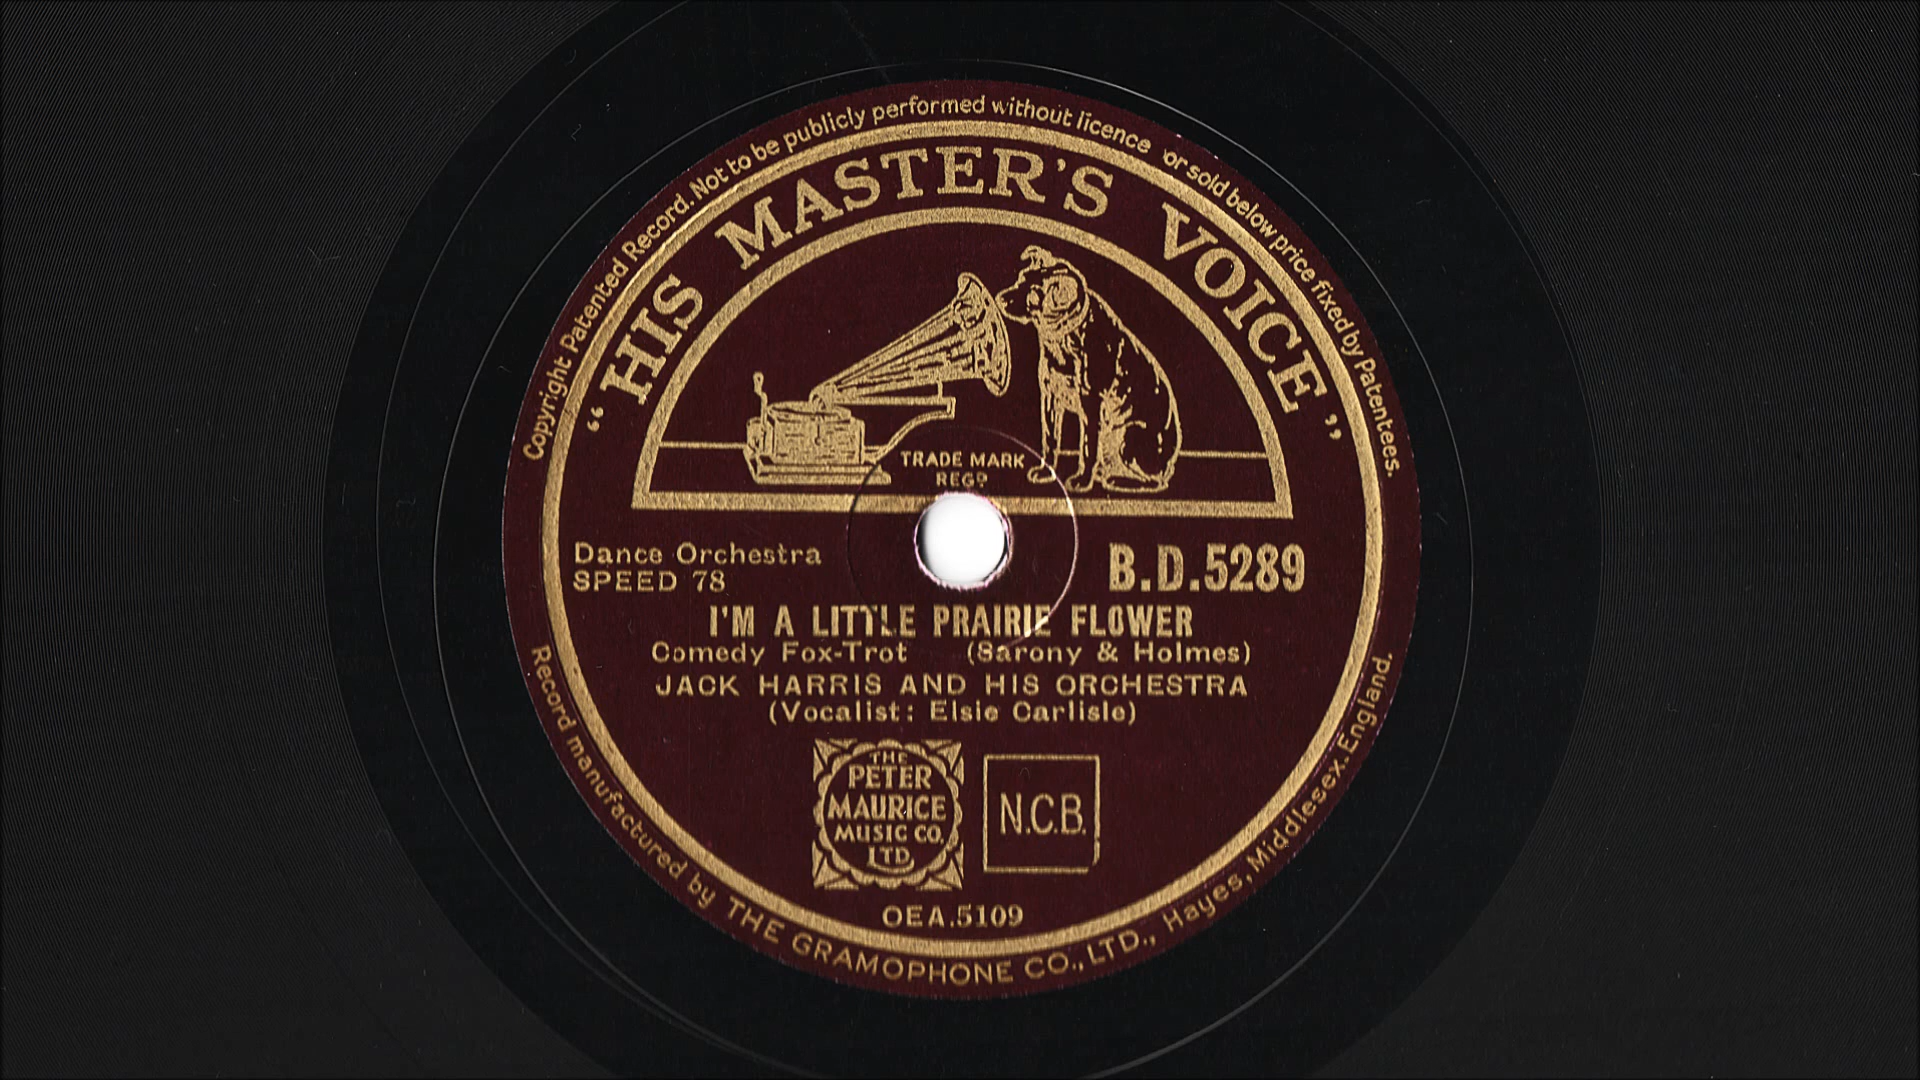 Copyright Patented Record. Not to be publicly performed without licence or sold below price fixed by Patentees.
"HIS MASTER'S VOICE"
TRADE MARK
REGD
Dance Orchestra
SPEED 78
B.D.5289
I'M A LITTLE PRAIRIE FLOWER
Comedy Fox-Trot (Sarony & Holmes)
JACK HARRIS AND HIS ORCHESTRA
(Vocalist: Elsie Carlisle)
THE
PETER
MAURICE
MUSIC CO.
LTD.
N.C.B.
OEA.5109
Record manufactured by THE GRAMOPHONE CO., LTD., Hayes, Middlesex. England.